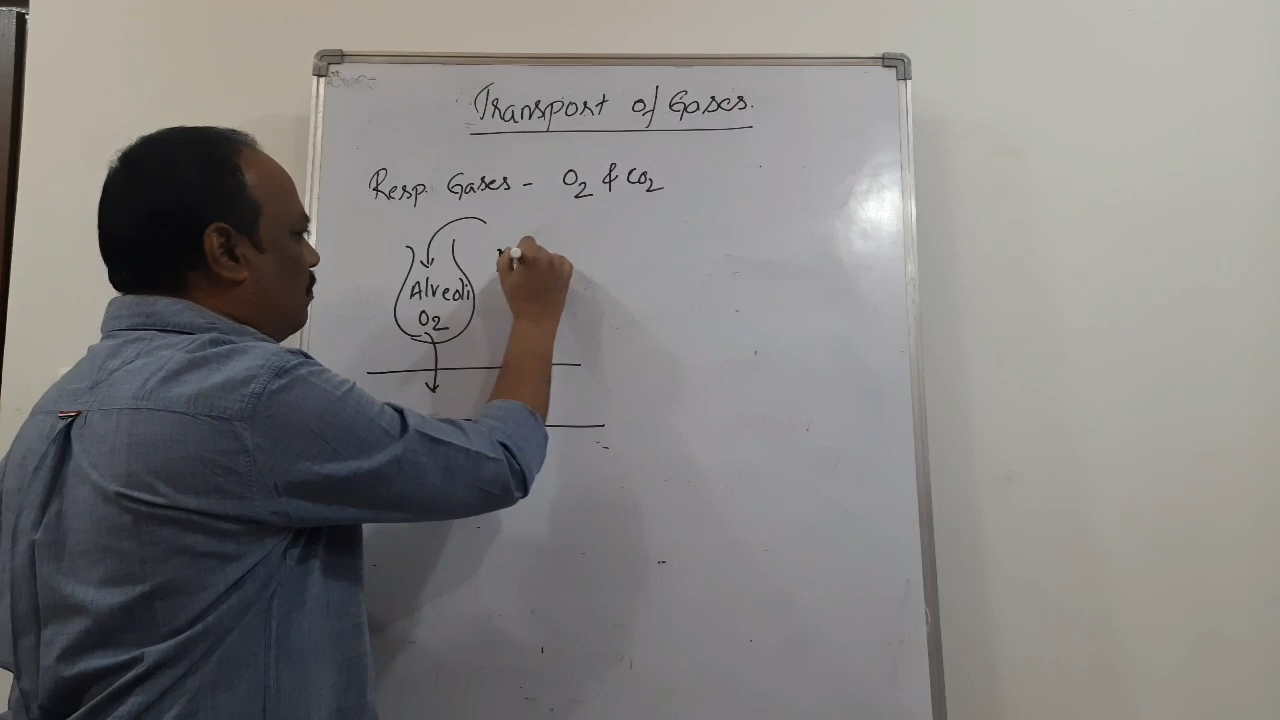 Transport of Gases.
Resp. Gases - O₂ & CO₂
Alveoli
O₂